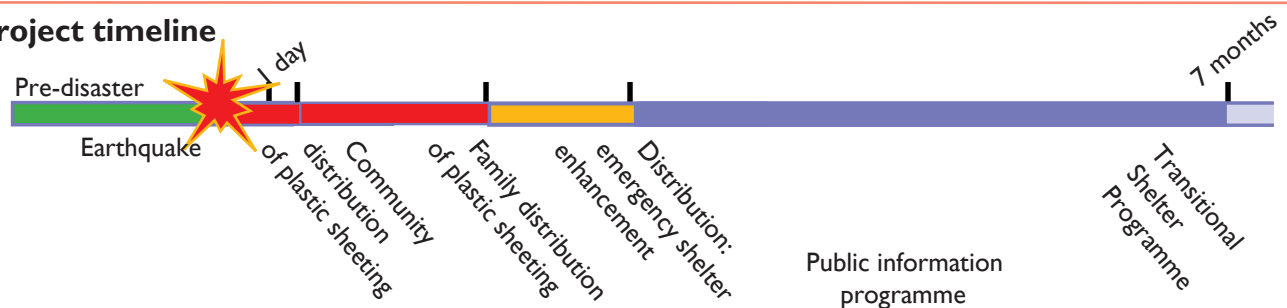 roject timeline
1 day
7 months
Pre-disaster
Earthquake
Community
distribution
of plastic sheeting
Family distribution
of plastic sheeting
Distribution:
emergency shelter
enhancement
Public information
programme
Transitional
Shelter
Programme